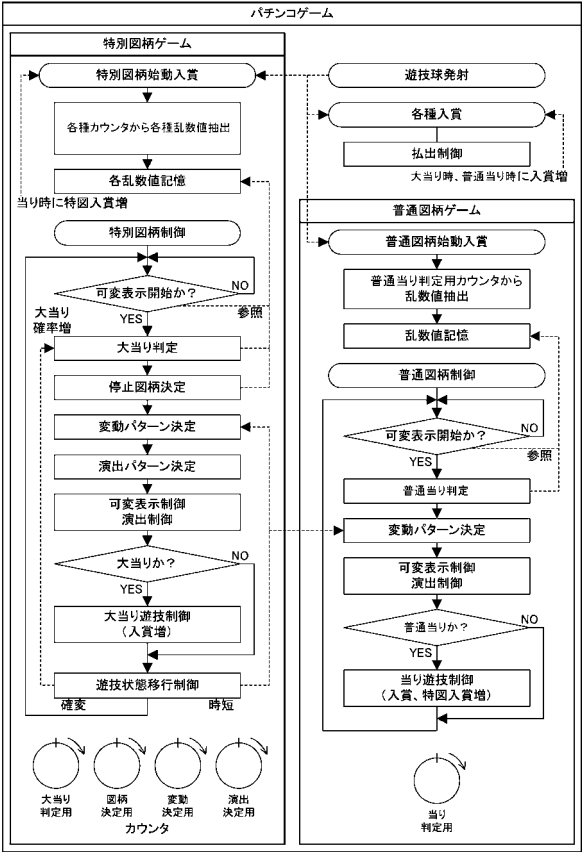 パチンコゲーム
特別図柄ゲーム
特別図柄始動入賞
各種カウンタから各種乱数値抽出
各乱数値記憶
当り時に特図入賞増
特別図柄制御
可変表示開始か?
NO
YES
参照
大当り
確率増
大当り判定
停止図柄決定
変動パターン決定
演出パターン決定
可変表示制御
演出制御
大当りか?
NO
YES
大当り遊技制御
(入賞増)
遊技状態移行制御
確変
時短
大当り
判定用
図柄
決定用
変動
決定用
演出
決定用
カウンタ
遊技球発射
各種入賞
払出制御
大当り時、普通当り時に入賞増
普通図柄ゲーム
普通図柄始動入賞
普通当り判定用カウンタから
乱数値抽出
乱数値記憶
普通図柄制御
可変表示開始か?
NO
参照
YES
普通当り判定
変動パターン決定
可変表示制御
演出制御
普通当りか?
NO
YES
当り遊技制御
(入賞、特図入賞増)
当り
判定用